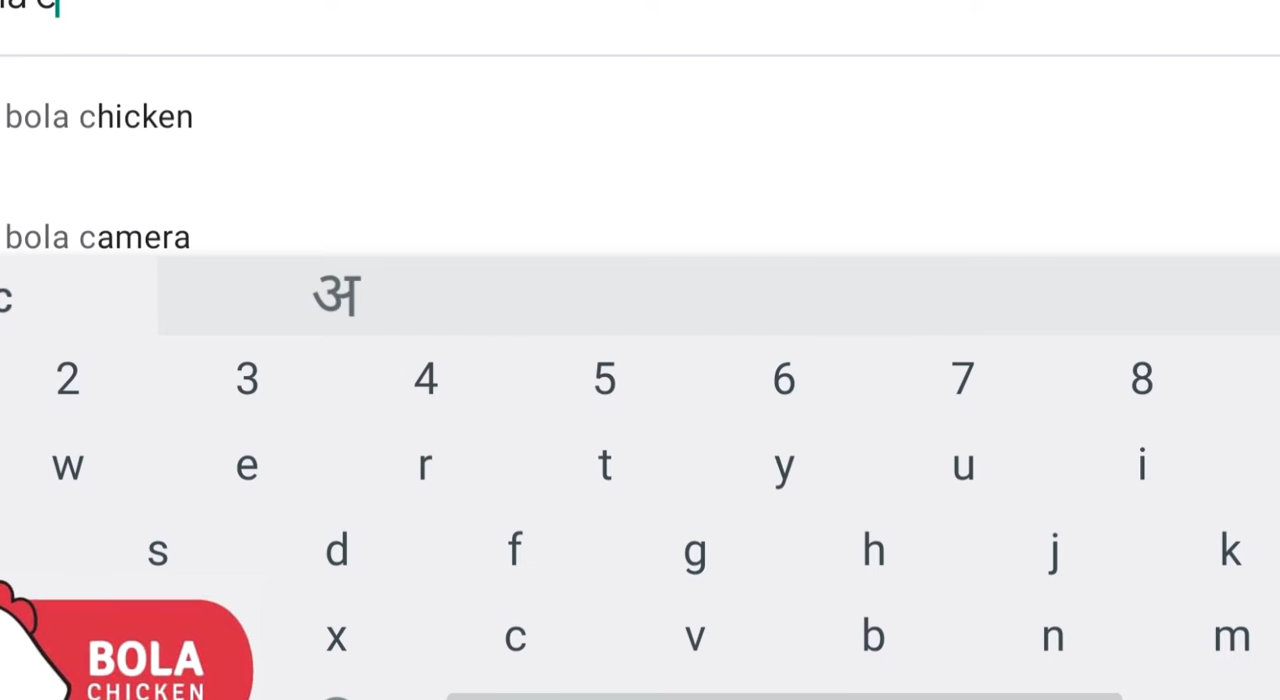 bola chicken
bola camera
c
अ
2 3 4 5 6 7 8
w e r t y u i
s d f g h j k
x c v b n m
BOLA
CHICKEN